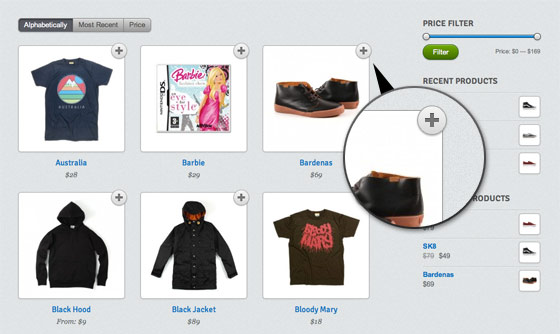 Alphabetically Most Recent Price
PRICE FILTER
Filter
Price: $0 — $169
RECENT PRODUCTS
AUSTRALIA
NINTENDO DS
Barbie
eye
style
Australia
$28
Barbie
$29
Bardenas
$69
RODUCTS
SK8
$79 $49
Bardenas
$69
BLOODY
MARY
Black Hood
From: $9
Black Jacket
$89
Bloody Mary
$18